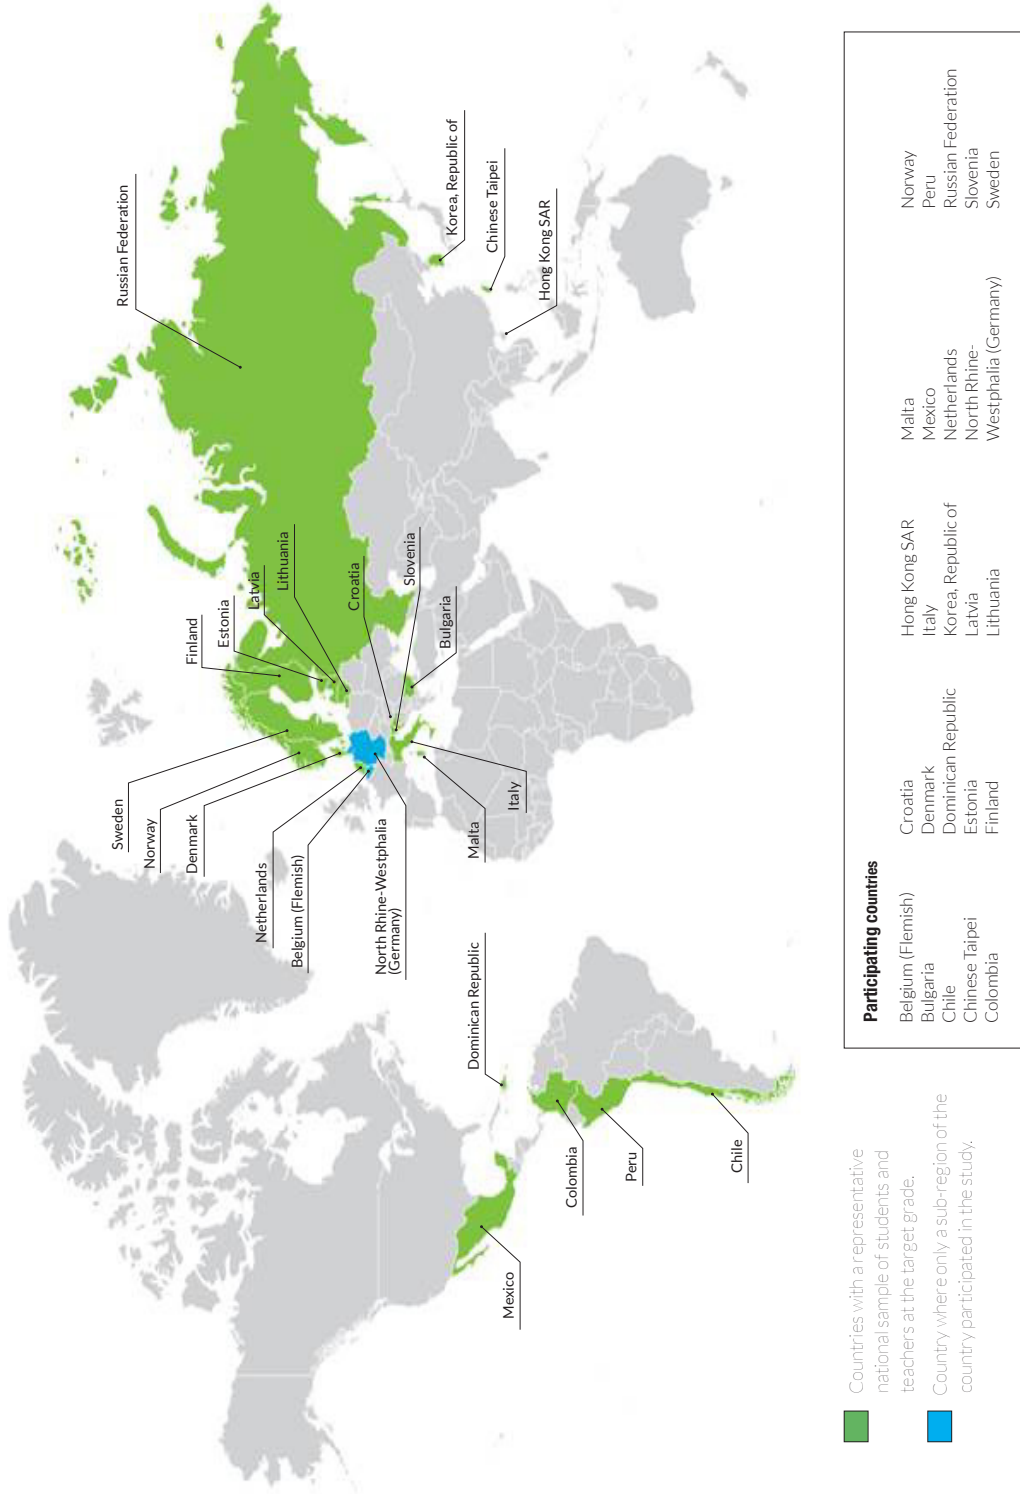 Russian Federation
Korea, Republic of
Chinese Taipei
Hong Kong SAR
Finland
Estonia
Latvia
Lithuania
Croatia
Slovenia
Bulgaria
Sweden
Norway
Denmark
Netherlands
Belgium (Flemish)
North Rhine-Westphalia
(Germany)
Malta
Italy
Dominican Republic
Mexico
Colombia
Peru
Chile
Countries with a representative
national sample of students and
teachers at the target grade.
Country where only a sub-region of the
country participated in the study.
Participating countries
Belgium (Flemish)
Bulgaria
Chile
Chinese Taipei
Colombia
Croatia
Denmark
Dominican Republic
Estonia
Finland
Hong Kong SAR
Italy
Korea, Republic of
Latvia
Lithuania
Malta
Mexico
Netherlands
North Rhine-
Westphalia (Germany)
Norway
Peru
Russian Federation
Slovenia
Sweden